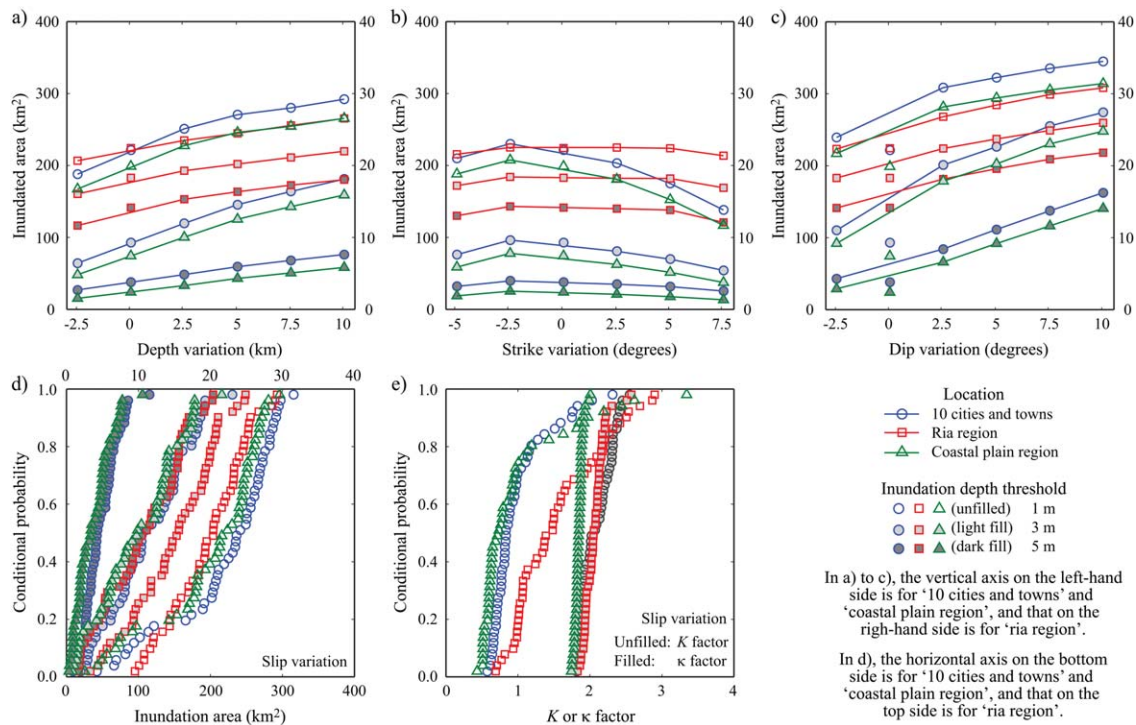 a)
b)
c)
400
300
200
100
0
Inundated area (km2)
40
30
20
10
0
-2.5 0 2.5 5 7.5 10
Depth variation (km)
400
300
200
100
0
Inundated area (km2)
40
30
20
10
0
-5 -2.5 0 2.5 5 7.5
Strike variation (degrees)
400
300
200
100
0
Inundated area (km2)
40
30
20
10
0
-2.5 0 2.5 5 7.5 10
Dip variation (degrees)
d)
0 10 20 30 40
1.0
0.8
0.6
0.4
0.2
0.0
Conditional probability
Slip variation
0 100 200 300 400
Inundation area (km2)
e)
1.0
0.8
0.6
0.4
0.2
0.0
Conditional probability
Slip variation
Unfilled: K factor
Filled: κ factor
0 1 2 3 4
K or κ factor
Location
10 cities and towns
Ria region
Coastal plain region
Inundation depth threshold
(unfilled) 1 m
(light fill) 3 m
(dark fill) 5 m
In a) to c), the vertical axis on the left-hand
side is for ‘10 cities and towns’ and
‘coastal plain region’, and that on the
righ-hand side is for ‘ria region’.
In d), the horizontal axis on the bottom
side is for ‘10 cities and towns’ and
‘coastal plain region’, and that on the
top side is for ‘ria region’.